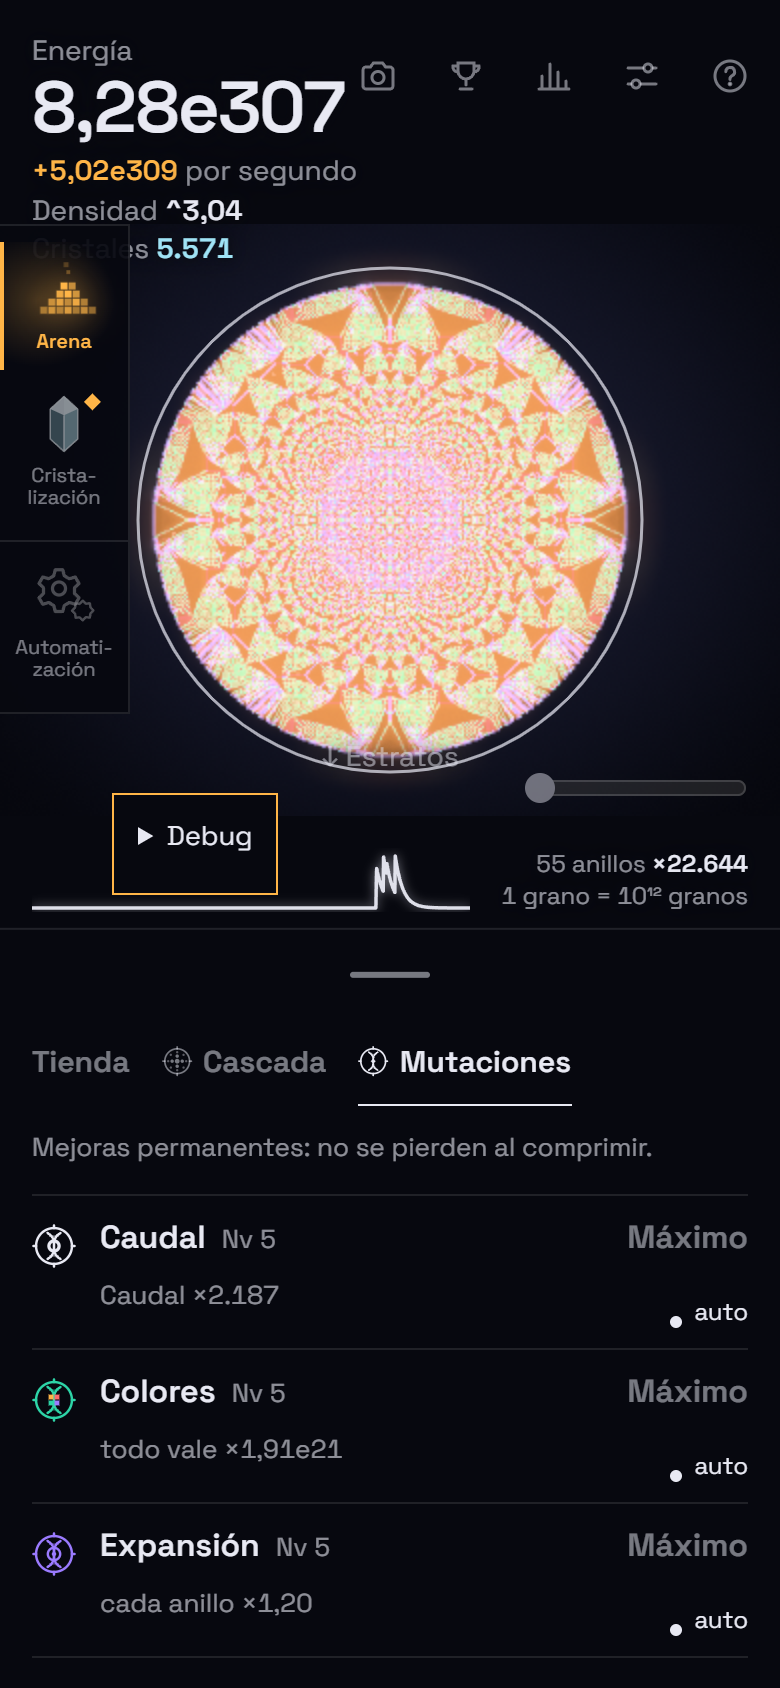 Energía
8,28e307
+5,02e309 por segundo
Densidad ^3,04
Cristales 5.571
Arena
Crista-
lización
Automati-
zación
↓ Estratos
▶ Debug
55 anillos ×22.644
1 grano = 10¹² granos
Tienda
Cascada
Mutaciones
Mejoras permanentes: no se pierden al comprimir.
Caudal Nv 5
Máximo
Caudal ×2.187
auto
Colores Nv 5
Máximo
todo vale ×1,91e21
auto
Expansión Nv 5
Máximo
cada anillo ×1,20
auto